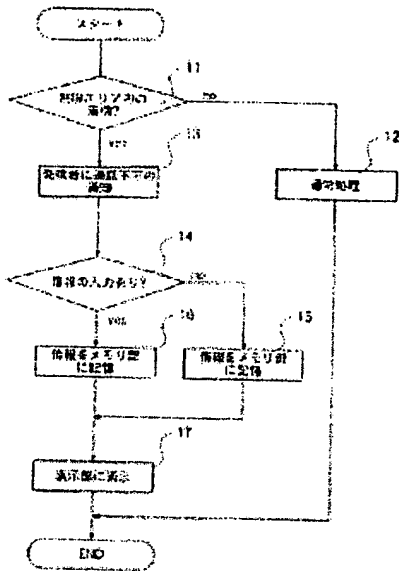 スタート
11
no
yes
13
12
通常処理
14
情報の入力あり?
no
yes
16
15
情報をメモリ部
に記憶
情報をメモリ部
に記憶
17
表示部に表示
END